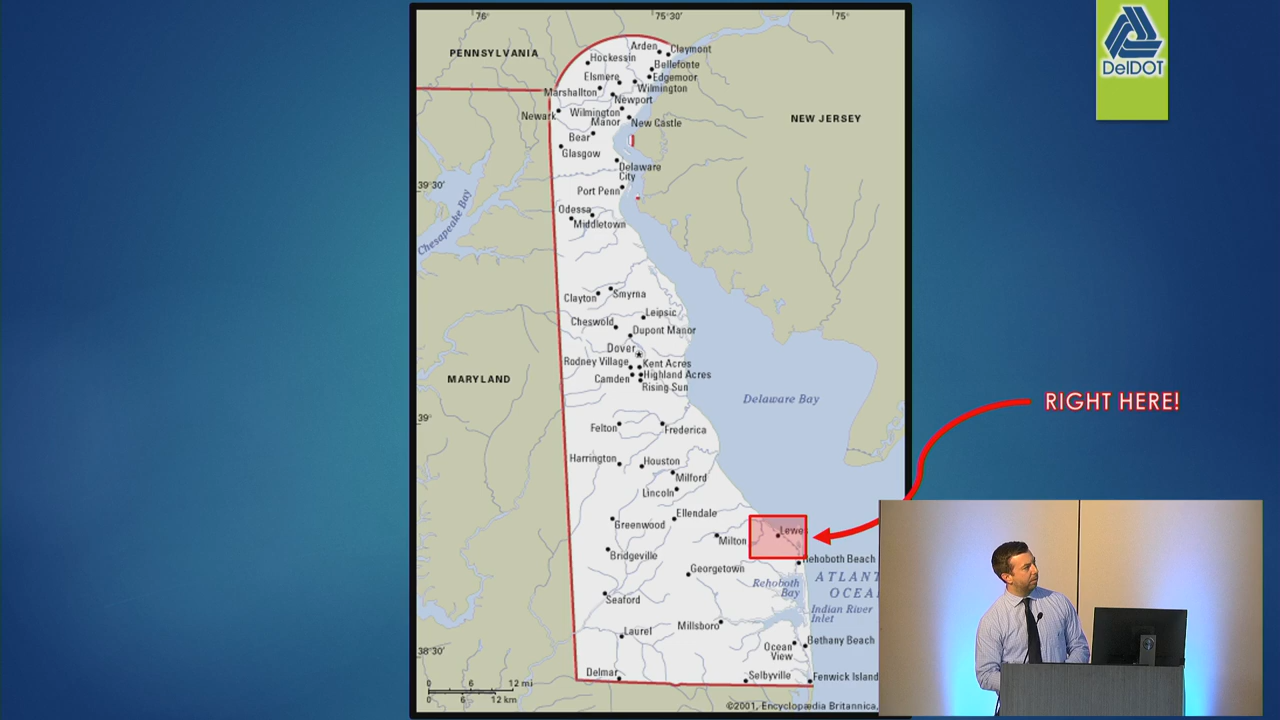 76°
75°30'
75°
DelDOT
PENNSYLVANIA
Arden
Claymont
Hockessin
Bellefonte
Elsmere
Edgemoor
Marshallton
Wilmington
Newport
Newark
Wilmington
Manor
New Castle
NEW JERSEY
Bear
Glasgow
Delaware
City
39°30'
Port Penn
Chesapeake Bay
Odessa
Middletown
Clayton
Smyrna
Leipsic
Cheswold
Dupont Manor
Dover
Rodney Village
Kent Acres
MARYLAND
Camden
Highland Acres
Rising Sun
Delaware Bay
RIGHT HERE!
39°
Felton
Frederica
Harrington
Houston
Milford
Lincoln
Ellendale
Greenwood
Lewes
Milton
Bridgeville
Rehoboth Beach
Georgetown
Rehoboth
Bay
ATLANT
OCEA
Seaford
Indian River
Inlet
Millsboro
Laurel
Bethany Beach
Ocean
View
38°30'
Delmar
Selbyville
Fenwick Island
0 6 12 mi
0 6 12 km
©2001, Encyclopædia Britannica,